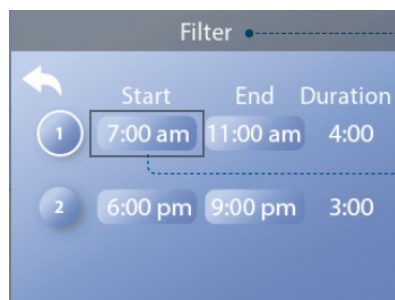 Filter
Start End Duration
1 7:00 am 11:00 am 4:00
2 6:00 pm 9:00 pm 3:00